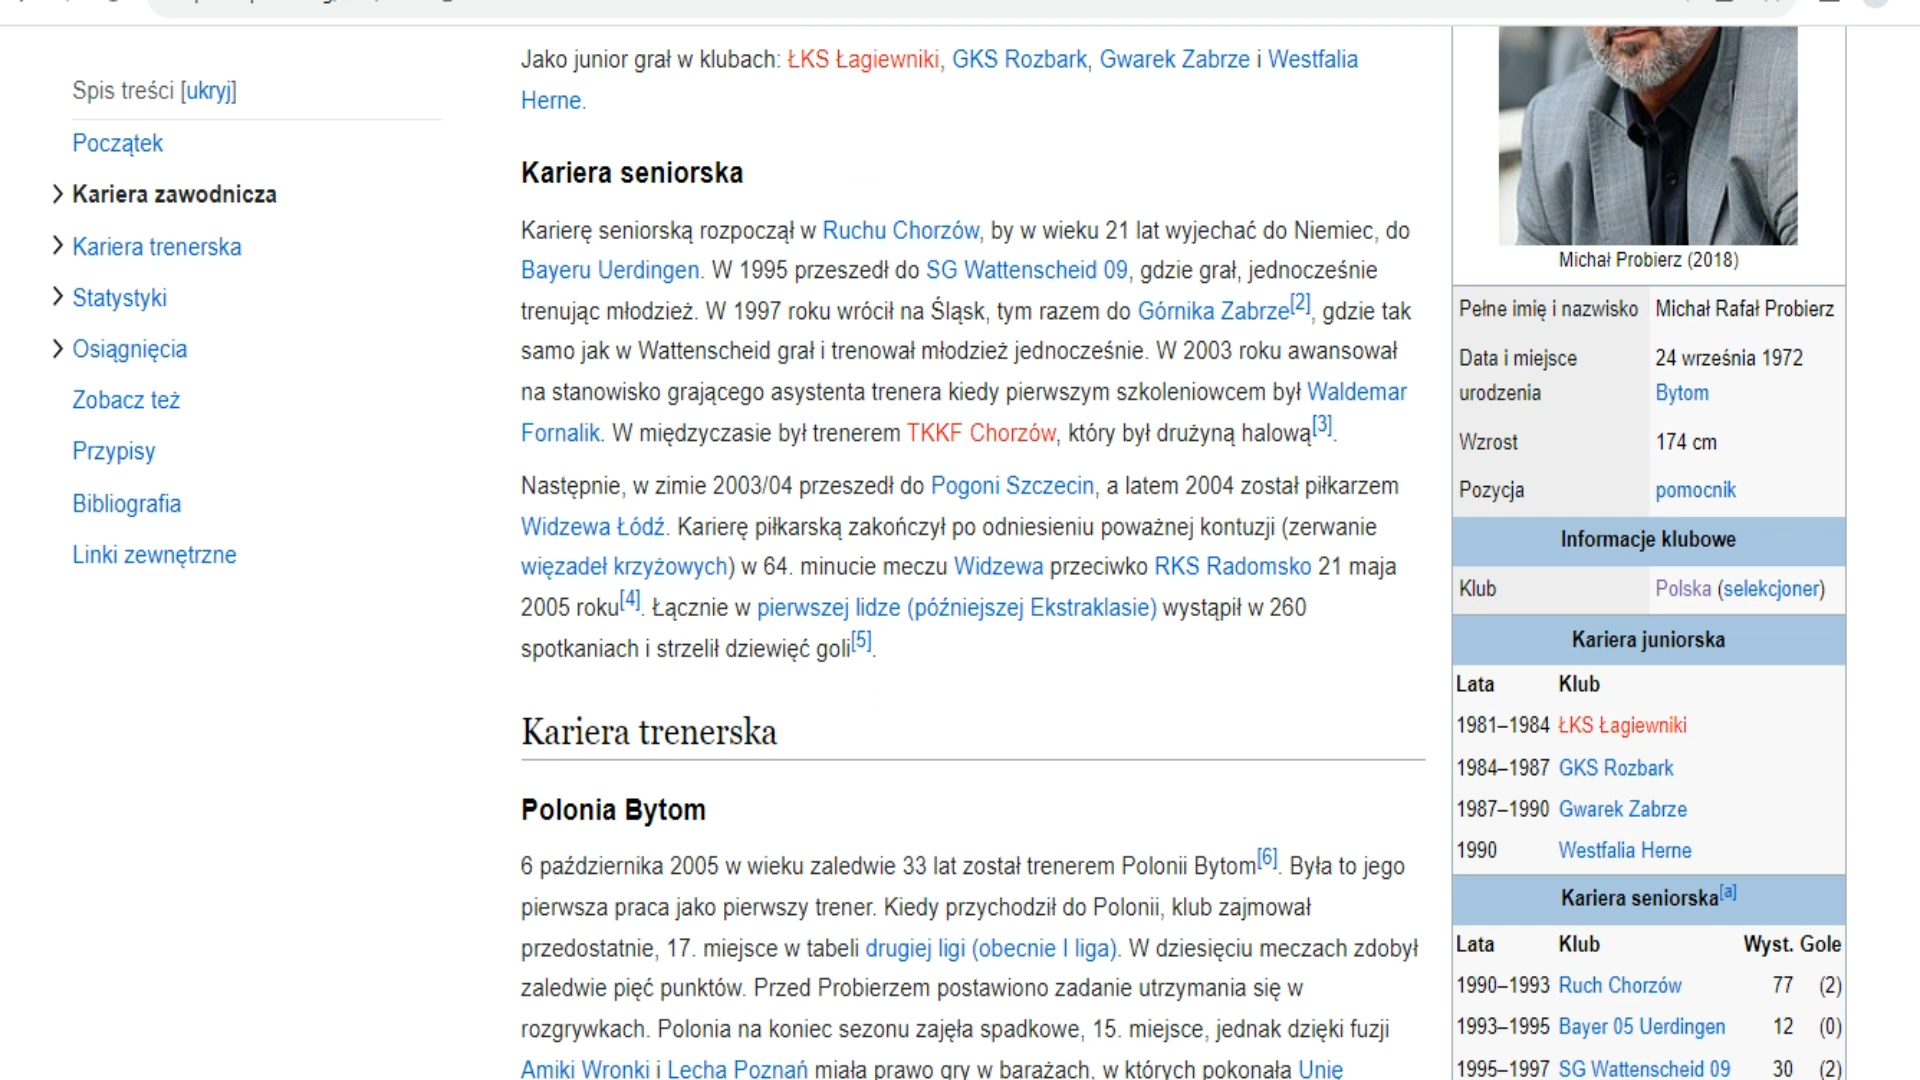 Spis treści [ukryj]
Początek
Kariera zawodnicza
Kariera trenerska
Statystyki
Osiągnięcia
Zobacz też
Przypisy
Bibliografia
Linki zewnętrzne
Jako junior grał w klubach: ŁKS Łagiewniki, GKS Rozbark, Gwarek Zabrze i Westfalia
Herne.
Kariera seniorska
Karierę seniorską rozpoczął w Ruchu Chorzów, by w wieku 21 lat wyjechać do Niemiec, do
Bayeru Uerdingen. W 1995 przeszedł do SG Wattenscheid 09, gdzie grał, jednocześnie
trenując młodzież. W 1997 roku wrócił na Śląsk, tym razem do Górnika Zabrze[2], gdzie tak
samo jak w Wattenscheid grał i trenował młodzież jednocześnie. W 2003 roku awansował
na stanowisko grającego asystenta trenera kiedy pierwszym szkoleniowcem był Waldemar
Fornalik. W międzyczasie był trenerem TKKF Chorzów, który był drużyną halową[3].
Następnie, w zimie 2003/04 przeszedł do Pogoni Szczecin, a latem 2004 został piłkarzem
Widzewa Łódź. Karierę piłkarską zakończył po odniesieniu poważnej kontuzji (zerwanie
więzadeł krzyżowych) w 64. minucie meczu Widzewa przeciwko RKS Radomsko 21 maja
2005 roku[4]. Łącznie w pierwszej lidze (późniejszej Ekstraklasie) wystąpił w 260
spotkaniach i strzelił dziewięć goli[5].
Kariera trenerska
Polonia Bytom
6 października 2005 w wieku zaledwie 33 lat został trenerem Polonii Bytom[6]. Była to jego
pierwsza praca jako pierwszy trener. Kiedy przychodził do Polonii, klub zajmował
przedostatnie, 17. miejsce w tabeli drugiej ligi (obecnie I liga). W dziesięciu meczach zdobył
zaledwie pięć punktów. Przed Probierzem postawiono zadanie utrzymania się w
rozgrywkach. Polonia na koniec sezonu zajęła spadkowe, 15. miejsce, jednak dzięki fuzji
Amiki Wronki i Lecha Poznań miała prawo gry w barażach, w których pokonała Unię
Michał Probierz (2018)
Pełne imię i nazwisko Michał Rafał Probierz
Data i miejsce urodzenia 24 września 1972
Bytom
Wzrost 174 cm
Pozycja pomocnik
Informacje klubowe
Klub Polska (selekcjoner)
Kariera juniorska
Lata Klub
1981–1984 ŁKS Łagiewniki
1984–1987 GKS Rozbark
1987–1990 Gwarek Zabrze
1990 Westfalia Herne
Kariera seniorska[a]
Lata Klub Wyst. Gole
1990–1993 Ruch Chorzów 77 (2)
1993–1995 Bayer 05 Uerdingen 12 (0)
1995–1997 SG Wattenscheid 09 30 (2)